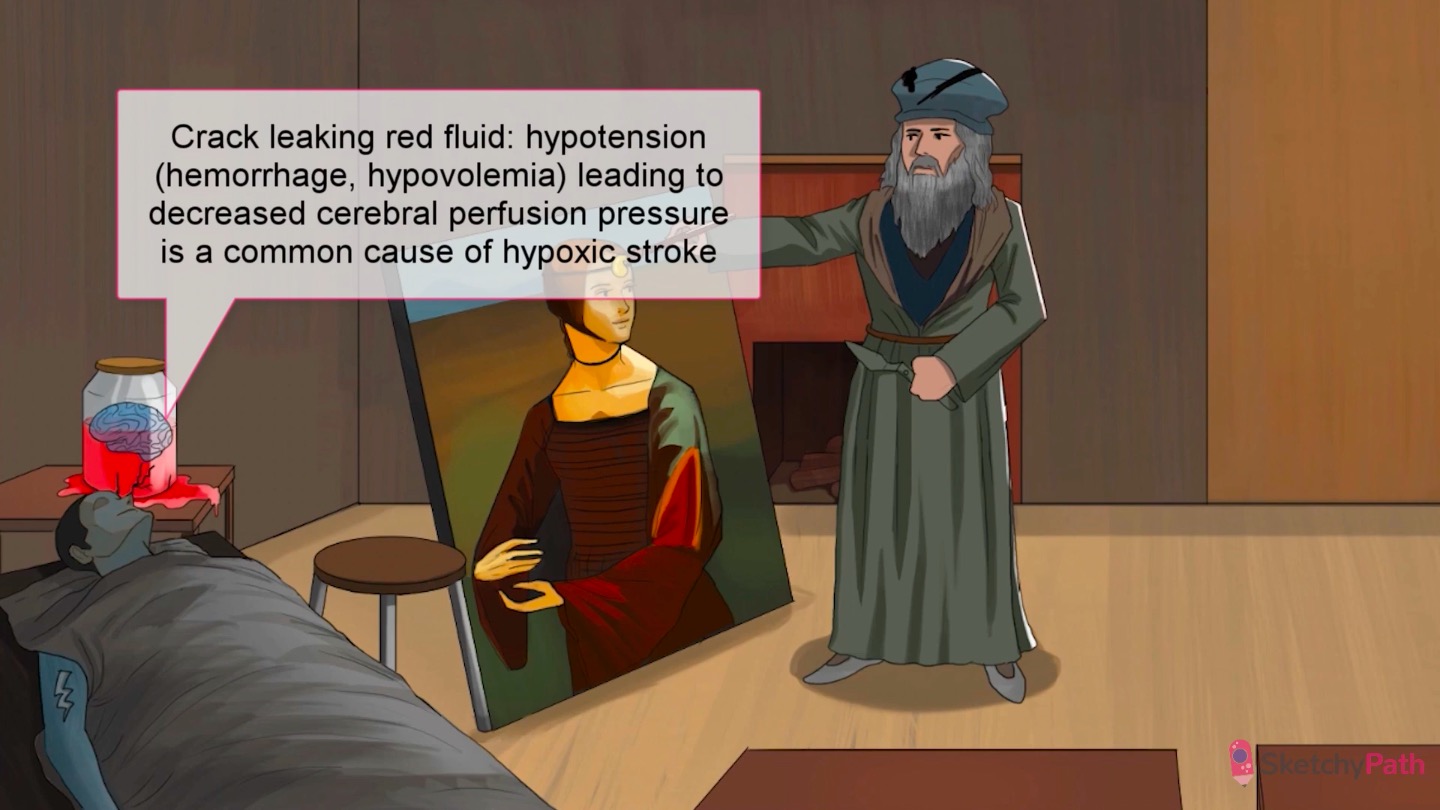 Crack leaking red fluid: hypotension
(hemorrhage, hypovolemia) leading to
decreased cerebral perfusion pressure
is a common cause of hypoxic stroke
SketchyPath